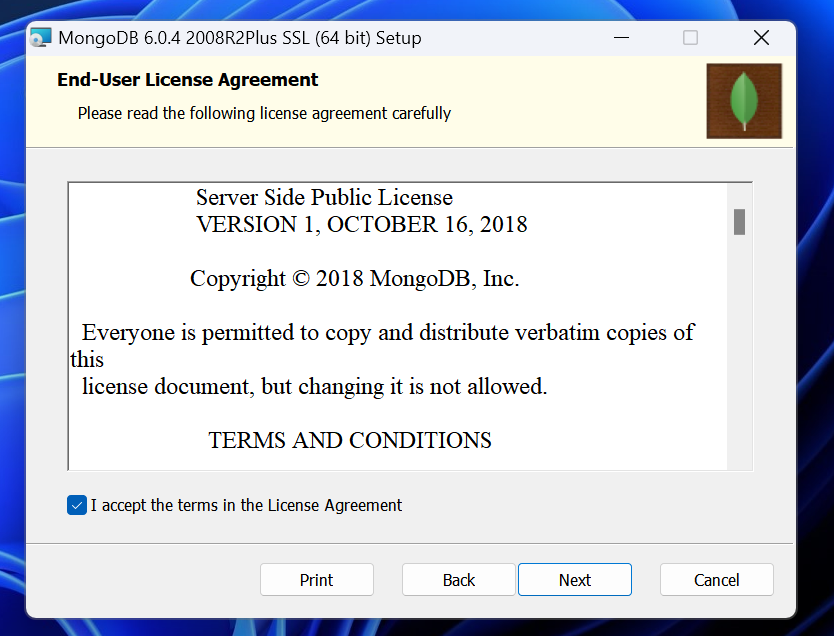 MongoDB 6.0.4 2008R2Plus SSL (64 bit) Setup
End-User License Agreement
Please read the following license agreement carefully
Server Side Public License
VERSION 1, OCTOBER 16, 2018
Copyright © 2018 MongoDB, Inc.
Everyone is permitted to copy and distribute verbatim copies of
this
license document, but changing it is not allowed.
TERMS AND CONDITIONS
I accept the terms in the License Agreement
Print
Back
Next
Cancel